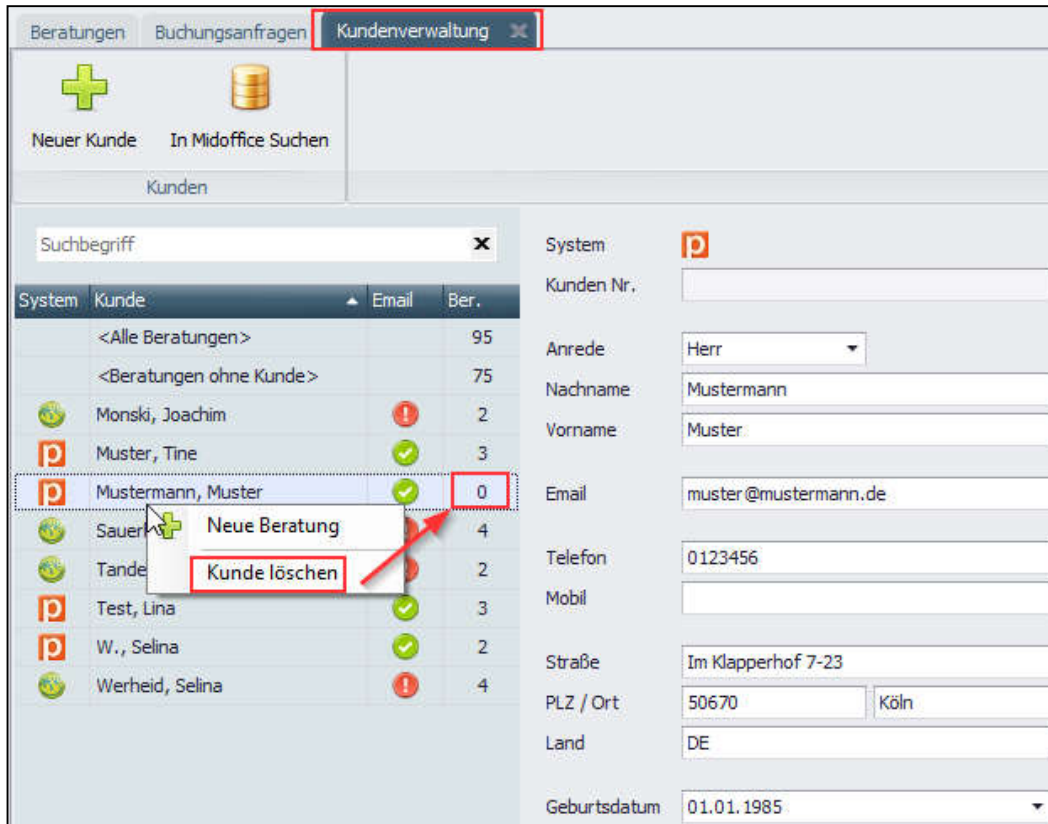 Beratungen Buchungsanfragen Kundenverwaltung
Neuer Kunde In Midoffice Suchen
Kunden
Suchbegriff
System Kunde Email Ber.
<Alle Beratungen> 95
<Beratungen ohne Kunde> 75
Monski, Joachim 2
Muster, Tine 3
Mustermann, Muster 0
4
2
Test, Lina 3
W., Selina 2
Werheid, Selina 4
Neue Beratung
Kunde löschen
System
Kunden Nr.
Anrede Herr
Nachname Mustermann
Vorname Muster
Email muster@mustermann.de
Telefon 0123456
Mobil
Straße Im Klapperhof 7-23
PLZ / Ort 50670 Köln
Land DE
Geburtsdatum 01.01.1985